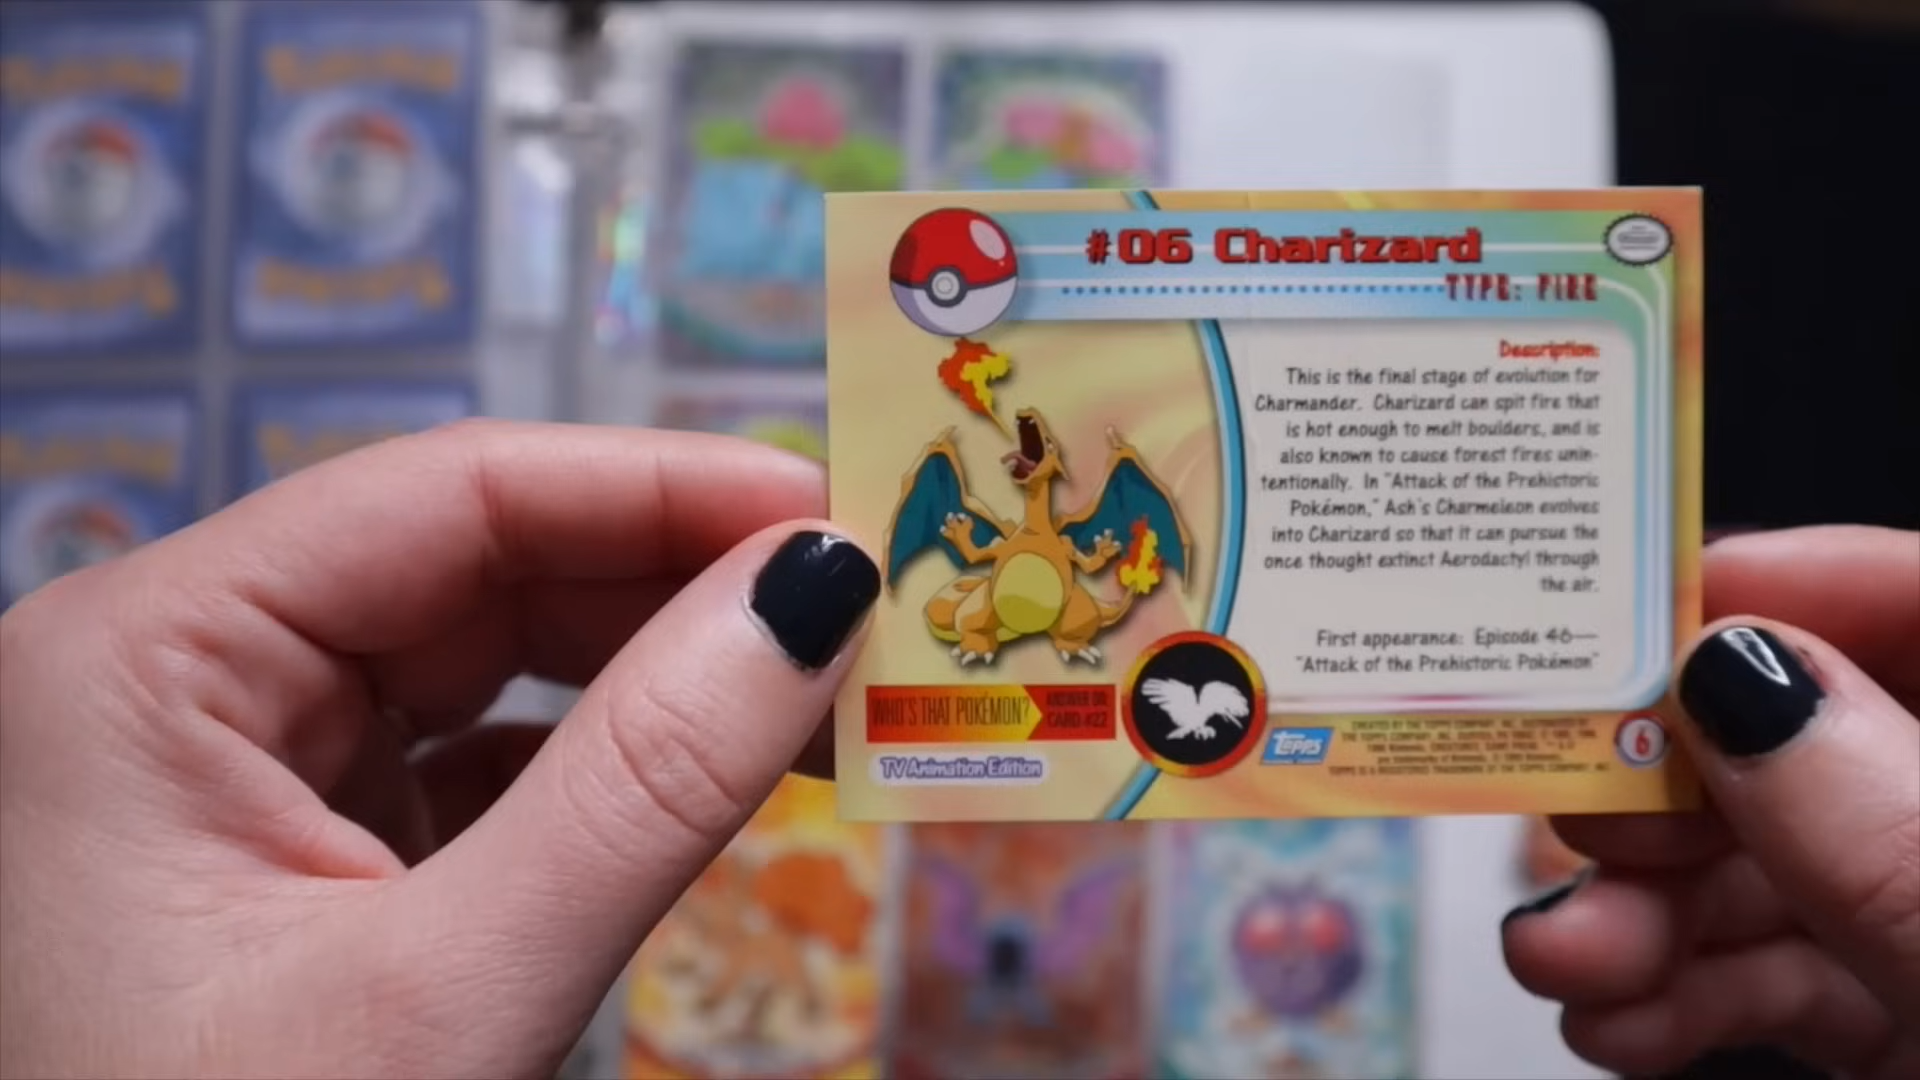 #06 Charizard
TYPE: FIRE
Description:
This is the final stage of evolution for
Charmander. Charizard can spit fire that
is hot enough to melt boulders, and is
also known to cause forest fires unin-
tentionally. In "Attack of the Prehistoric
Pokémon," Ash's Charmeleon evolves
into Charizard so that it can pursue the
once thought extinct Aerodactyl through
the air.
First appearance: Episode 46—
"Attack of the Prehistoric Pokémon"
WHO'S THAT POKÉMON?
ANSWER ON
CARD #22
TV Animation Edition
TOPPS
6